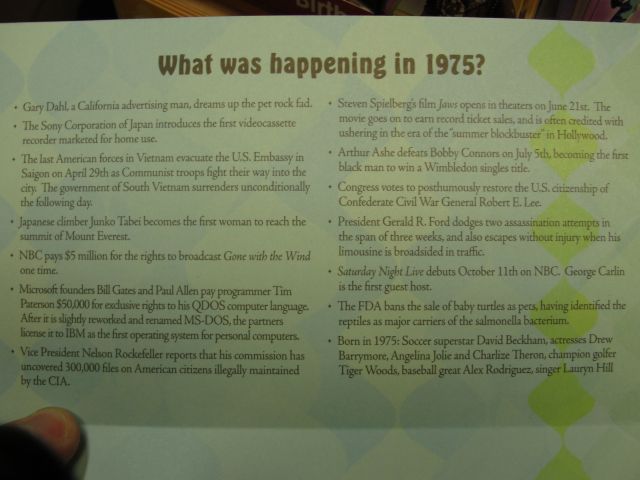 Birth
What was happening in 1975?
• Gary Dahl, a California advertising man, dreams up the pet rock fad.
• The Sony Corporation of Japan introduces the first videocassette
recorder marketed for home use.
• The last American forces in Vietnam evacuate the U.S. Embassy in
Saigon on April 29th as Communist troops fight their way into the
city. The government of South Vietnam surrenders unconditionally
the following day.
• Japanese climber Junko Tabei becomes the first woman to reach the
summit of Mount Everest.
• NBC pays $5 million for the rights to broadcast Gone with the Wind
one time.
• Microsoft founders Bill Gates and Paul Allen pay programmer Tim
Paterson $50,000 for exclusive rights to his QDOS computer language.
After it is slightly reworked and renamed MS-DOS, the partners
license it to IBM as the first operating system for personal computers.
• Vice President Nelson Rockefeller reports that his commission has
uncovered 300,000 files on American citizens illegally maintained
by the CIA.
• Steven Spielberg's film Jaws opens in theaters on June 21st. The
movie goes on to earn record ticket sales, and is often credited with
ushering in the era of the "summer blockbuster" in Hollywood.
• Arthur Ashe defeats Bobby Connors on July 5th, becoming the first
black man to win a Wimbledon singles title.
• Congress votes to posthumously restore the U.S. citizenship of
Confederate Civil War General Robert E. Lee.
• President Gerald R. Ford dodges two assassination attempts in
the span of three weeks, and also escapes without injury when his
limousine is broadsided in traffic.
• Saturday Night Live debuts October 11th on NBC. George Carlin
is the first guest host.
• The FDA bans the sale of baby turtles as pets, having identified the
reptiles as major carriers of the salmonella bacterium.
• Born in 1975: Soccer superstar David Beckham, actresses Drew
Barrymore, Angelina Jolie and Charlize Theron, champion golfer
Tiger Woods, baseball great Alex Rodriguez, singer Lauryn Hill